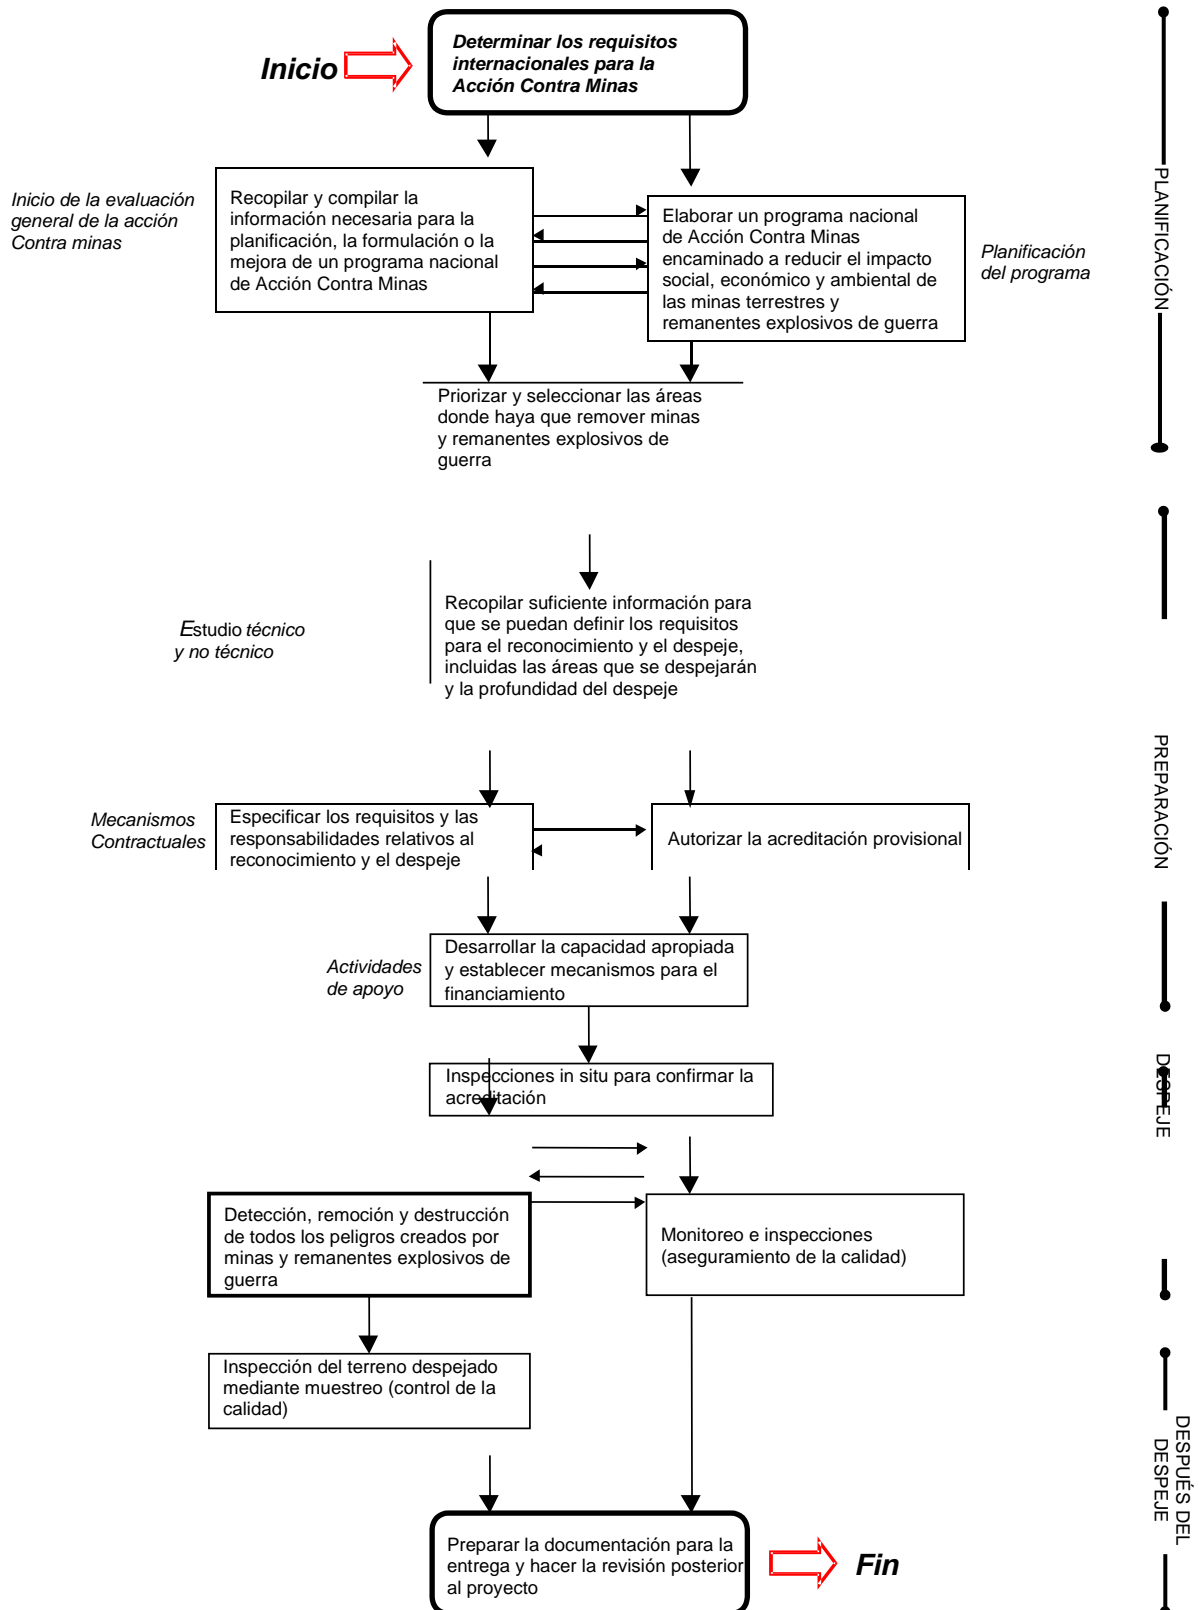 Inicio
Determinar los requisitos
internacionales para la
Acción Contra Minas
Inicio de la evaluación
general de la acción
Contra minas
Recopilar y compilar la
información necesaria para la
planificación, la formulación o la
mejora de un programa nacional
de Acción Contra Minas
Elaborar un programa nacional
de Acción Contra Minas
encaminado a reducir el impacto
social, económico y ambiental de
las minas terrestres y
remanentes explosivos de guerra
Planificación
del programa
PLANIFICACIÓN
Priorizar y seleccionar las áreas
donde haya que remover minas
y remanentes explosivos de
guerra
Estudio técnico
y no técnico
Recopilar suficiente información para
que se puedan definir los requisitos
para el reconocimiento y el despeje,
incluidas las áreas que se despejarán
y la profundidad del despeje
PREPARACIÓN
Mecanismos
Contractuales
Especificar los requisitos y las
responsabilidades relativos al
reconocimiento y el despeje
Autorizar la acreditación provisional
Actividades
de apoyo
Desarrollar la capacidad apropiada
y establecer mecanismos para el
financiamiento
Inspecciones in situ para confirmar la
acreditación
DESPEJE
Detección, remoción y destrucción
de todos los peligros creados por
minas y remanentes explosivos de
guerra
Monitoreo e inspecciones
(aseguramiento de la calidad)
Inspección del terreno despejado
mediante muestreo (control de la
calidad)
DESPUÉS DEL
DESPEJE
Preparar la documentación para la
entrega y hacer la revisión posterior
al proyecto
Fin